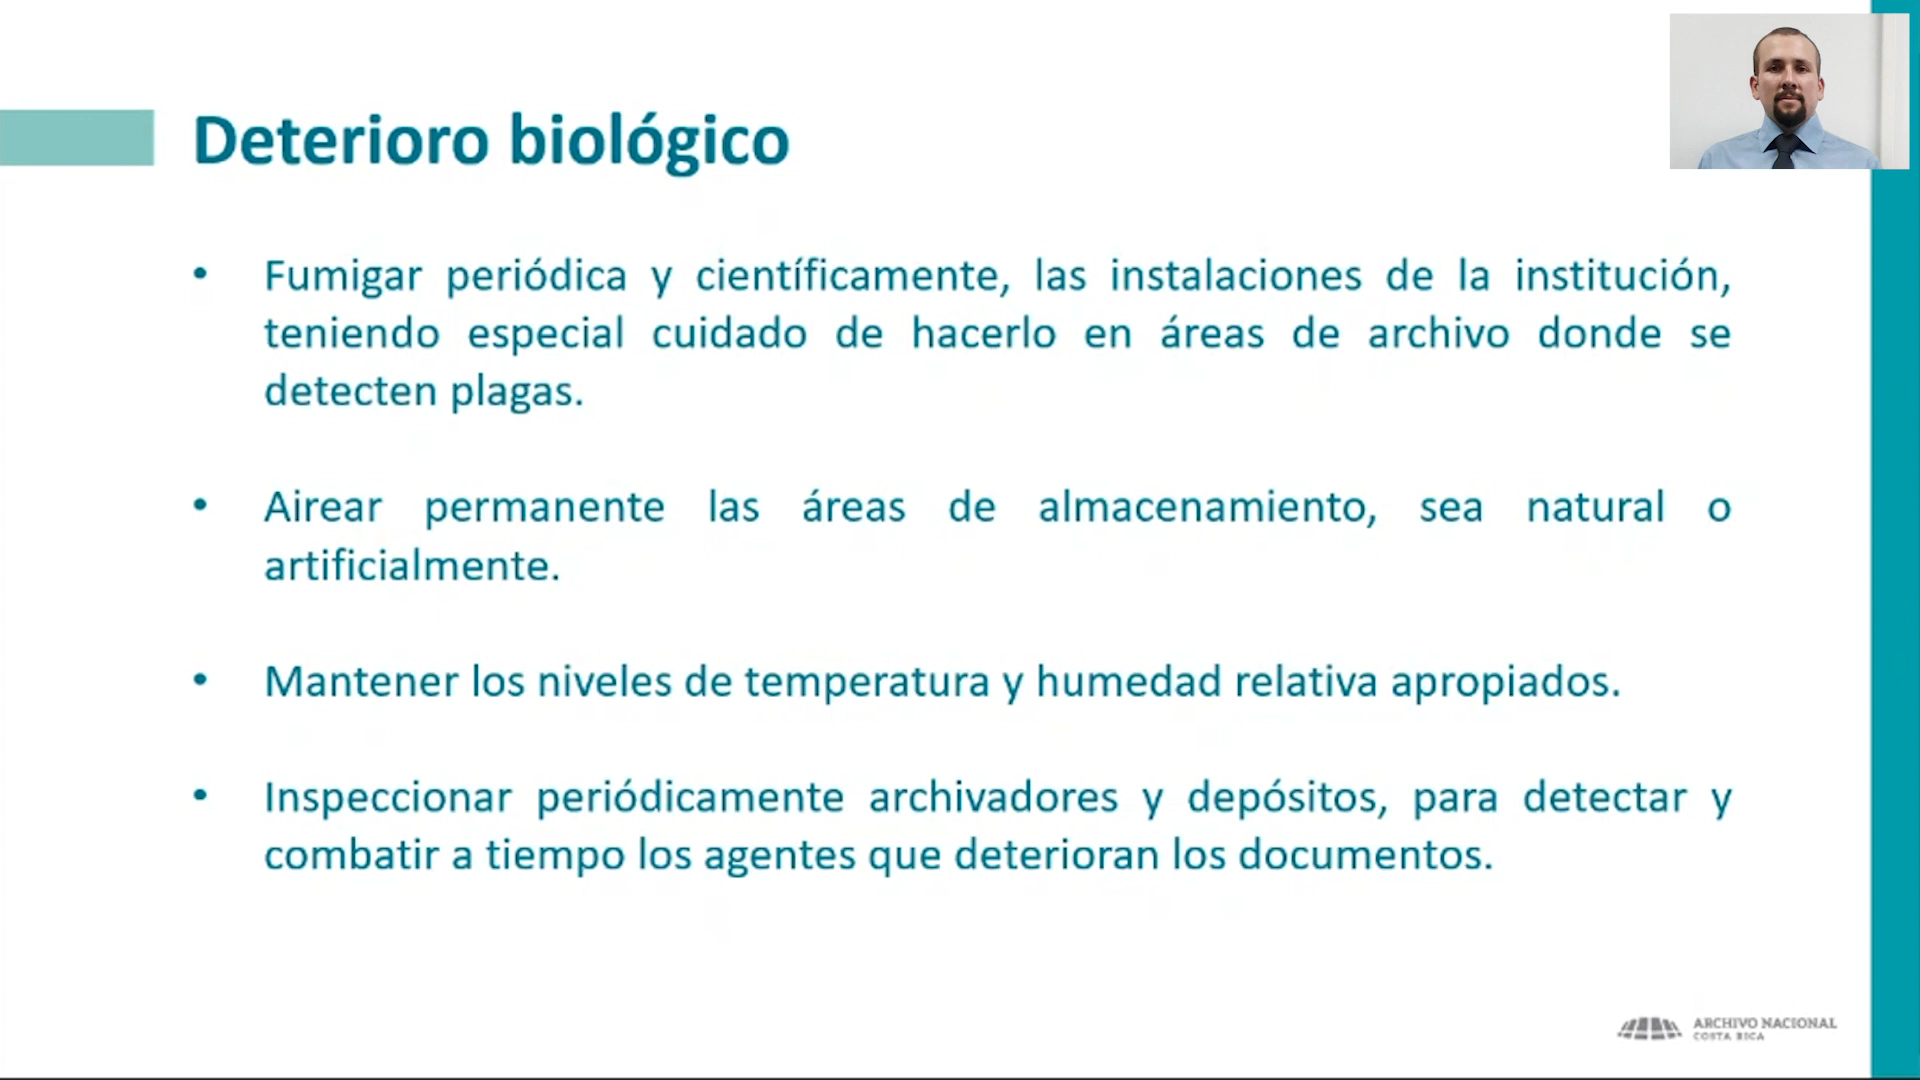 Deterioro biológico
• Fumigar periódica y científicamente, las instalaciones de la institución,
teniendo especial cuidado de hacerlo en áreas de archivo donde se
detecten plagas.
• Airear permanente las áreas de almacenamiento, sea natural o
artificialmente.
• Mantener los niveles de temperatura y humedad relativa apropiados.
• Inspeccionar periódicamente archivadores y depósitos, para detectar y
combatir a tiempo los agentes que deterioran los documentos.
ARCHIVO NACIONAL
COSTA RICA